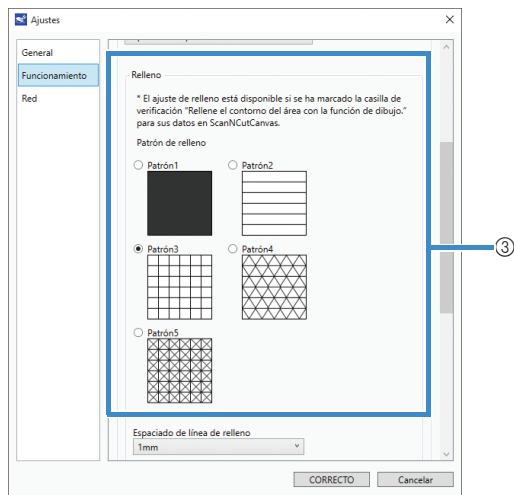 Ajustes
General
Funcionamiento
Red
Relleno
* El ajuste de relleno está disponible si se ha marcado la casilla de
verificación "Rellene el contorno del área con la función de dibujo."
para sus datos en ScanNCutCanvas.
Patrón de relleno
Patrón1
Patrón2
Patrón3
Patrón4
Patrón5
③
Espaciado de línea de relleno
1mm
CORRECTO
Cancelar